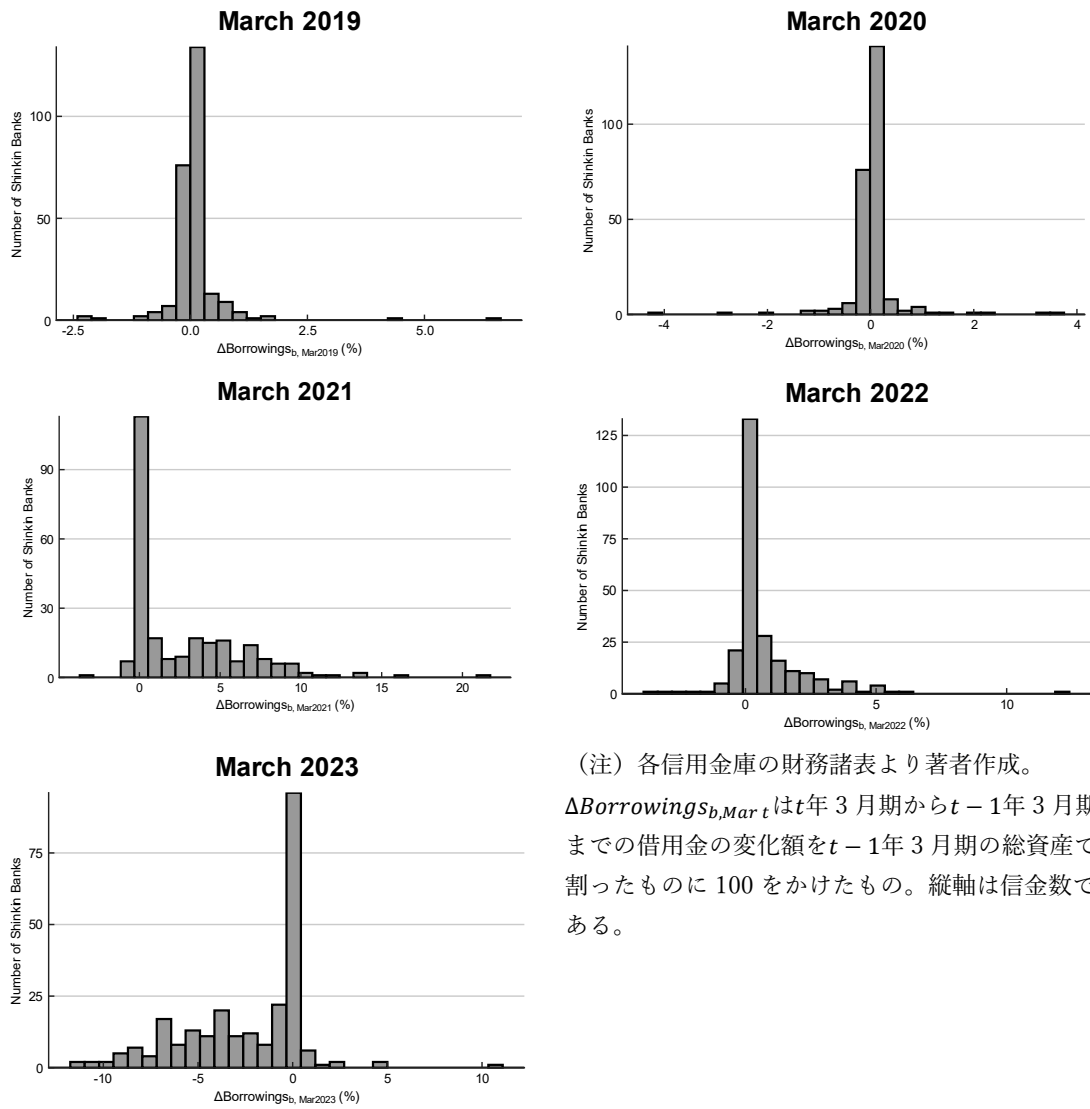 March 2019
Number of Shinkin Banks
100
50
0
-2.5
0.0
2.5
5.0
ΔBorrowings_b, Mar2019 (%)
March 2020
Number of Shinkin Banks
100
50
0
-4
-2
0
2
4
ΔBorrowings_b, Mar2020 (%)
March 2021
Number of Shinkin Banks
90
60
30
0
0
5
10
15
20
ΔBorrowings_b, Mar2021 (%)
March 2022
Number of Shinkin Banks
125
100
75
50
25
0
0
5
10
ΔBorrowings_b, Mar2022 (%)
March 2023
Number of Shinkin Banks
75
50
25
0
-10
-5
0
5
10
ΔBorrowings_b, Mar2023 (%)
（注）各信用金庫の財務諸表より著者作成。
ΔBorrowings_b,Mar tはt年３月期からt − 1年３月期
までの借用金の変化額をt − 1年３月期の総資産で
割ったものに 100 をかけたもの。縦軸は信金数で
ある。